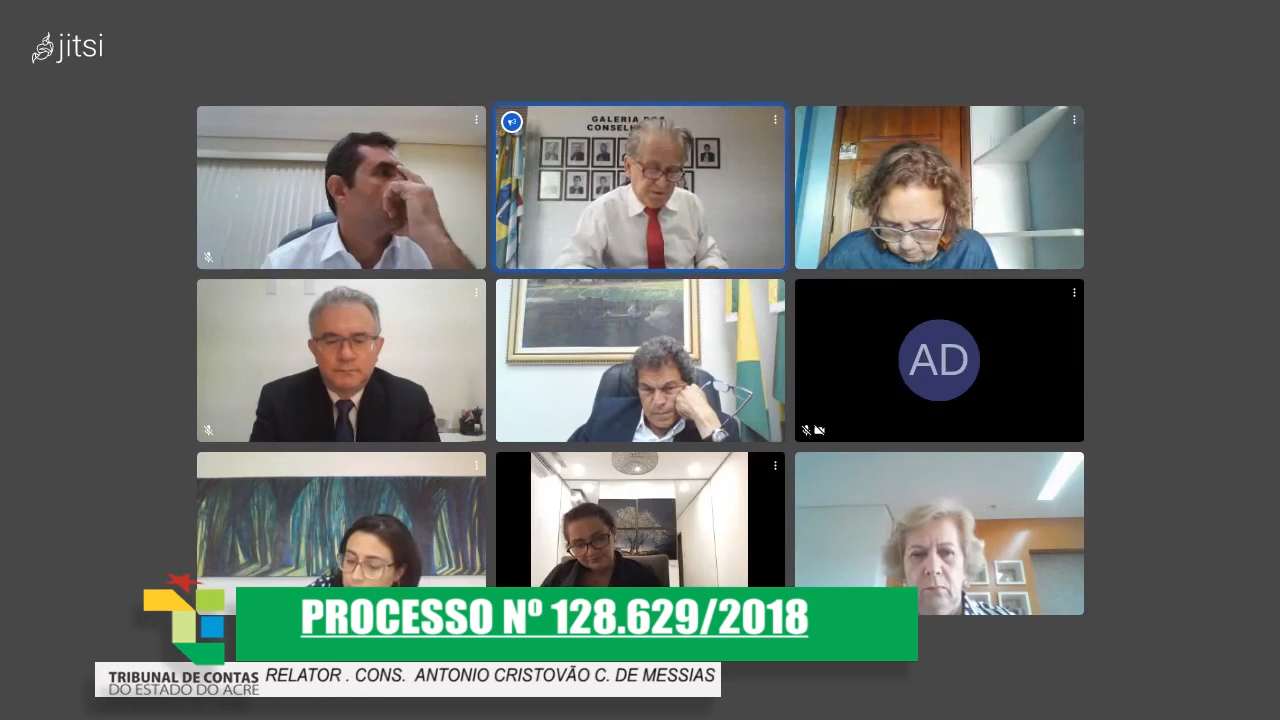 jitsi
GALERIA DOS
CONSELH
AD
PROCESSO Nº 128.629/2018
TRIBUNAL DE CONTAS
DO ESTADO DO ACRE
RELATOR . CONS. ANTONIO CRISTOVÃO C. DE MESSIAS